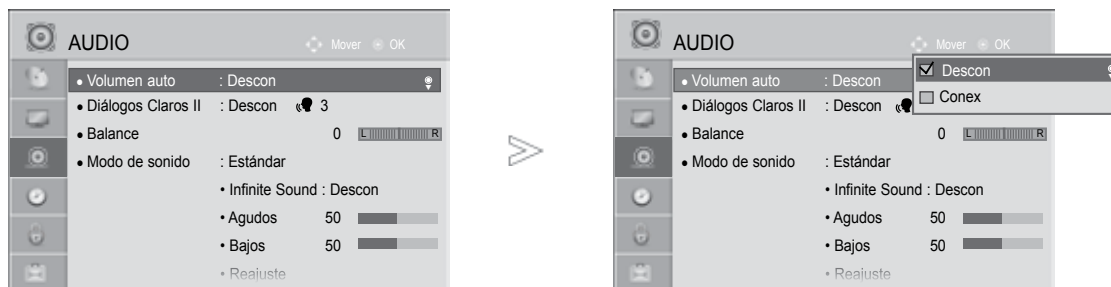 AUDIO
Mover OK
• Volumen auto : Descon
• Diálogos Claros II : Descon 3
• Balance 0 L R
• Modo de sonido : Estándar
• Infinite Sound : Descon
• Agudos 50
• Bajos 50
• Reajuste
>
AUDIO
Mover OK
• Volumen auto : Descon
Descon
Conex
• Diálogos Claros II : Descon
• Balance 0 L R
• Modo de sonido : Estándar
• Infinite Sound : Descon
• Agudos 50
• Bajos 50
• Reajuste